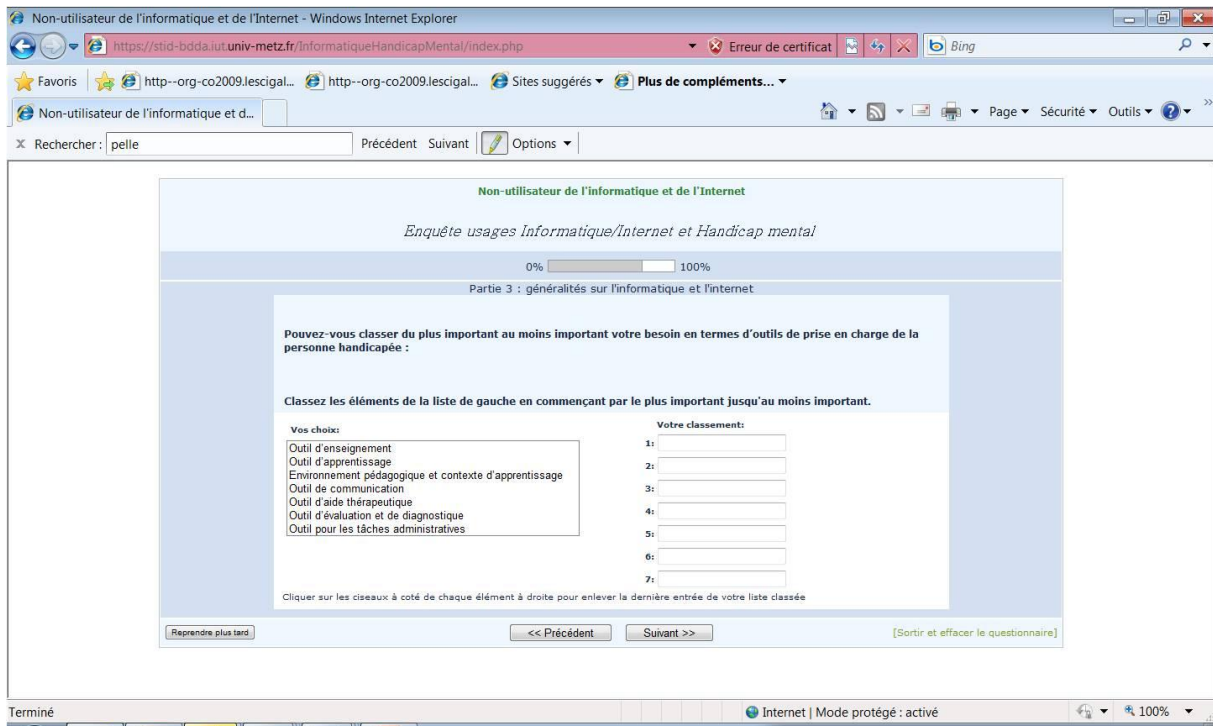 Non-utilisateur de l'informatique et de l'Internet - Windows Internet Explorer
https://stid-bdda.iut.univ-metz.fr/InformatiqueHandicapMental/index.php Erreur de certificat Bing
Favoris http--org-co2009.lescigal... http--org-co2009.lescigal... Sites suggérés Plus de compléments...
Non-utilisateur de l'informatique et d... Page Sécurité Outils
x Rechercher : pelle Précédent Suivant Options
Non-utilisateur de l'informatique et de l'Internet
Enquête usages Informatique/Internet et Handicap mental
0% 100%
Partie 3 : généralités sur l'informatique et l'internet
Pouvez-vous classer du plus important au moins important votre besoin en termes d'outils de prise en charge de la
personne handicapée :
Classez les éléments de la liste de gauche en commençant par le plus important jusqu'au moins important.
Vos choix:
Outil d'enseignement
Outil d'apprentissage
Environnement pédagogique et contexte d'apprentissage
Outil de communication
Outil d'aide thérapeutique
Outil d'évaluation et de diagnostique
Outil pour les tâches administratives
Votre classement:
1:
2:
3:
4:
5:
6:
7:
Cliquer sur les ciseaux à coté de chaque élément à droite pour enlever la dernière entrée de votre liste classée
Reprendre plus tard << Précédent Suivant >> [Sortir et effacer le questionnaire]
Terminé Internet | Mode protégé : activé 100%